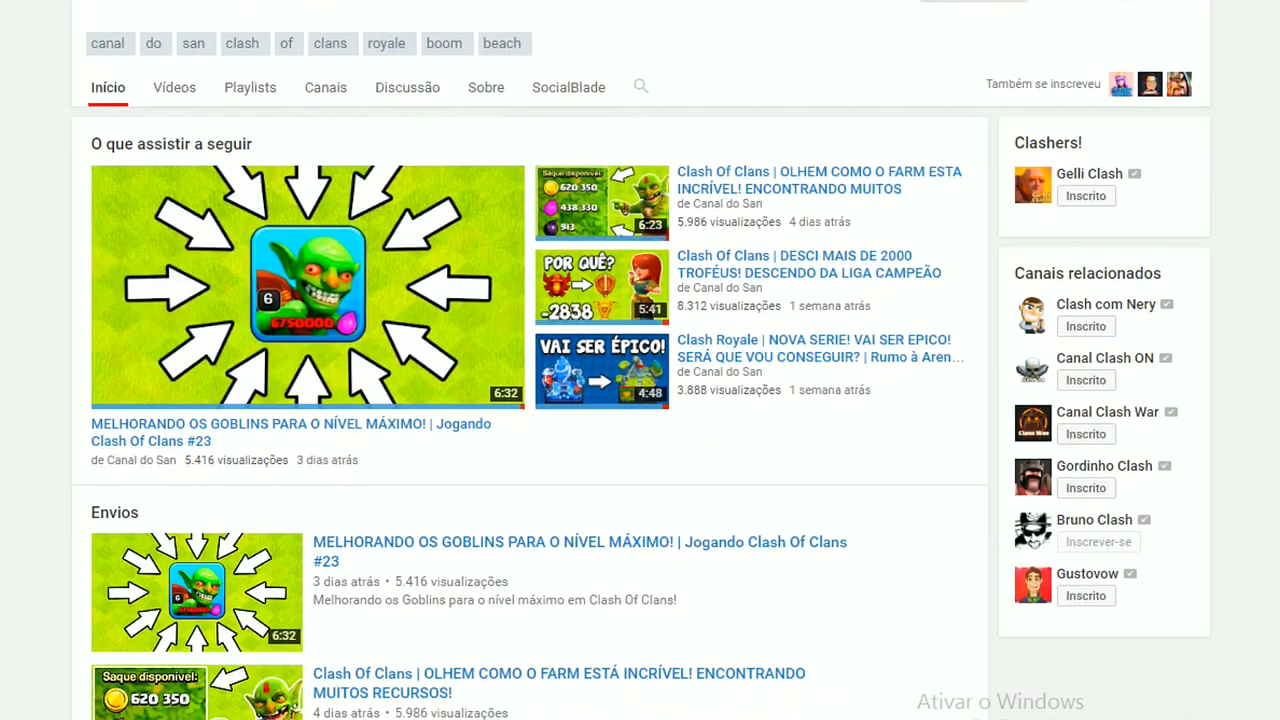 canal do san clash of clans royale boom beach
Início Vídeos Playlists Canais Discussão Sobre SocialBlade
Também se inscreveu
O que assistir a seguir
6
6750000
6:32
MELHORANDO OS GOBLINS PARA O NÍVEL MÁXIMO! | Jogando
Clash Of Clans #23
de Canal do San 5.416 visualizações 3 dias atrás
Saque disponível:
620 350
438 330
913
6:23
Clash Of Clans | OLHEM COMO O FARM ESTA
INCRÍVEL! ENCONTRANDO MUITOS
de Canal do San
5.986 visualizações 4 dias atrás
POR QUÊ?
-2838
5:41
Clash Of Clans | DESCI MAIS DE 2000
TROFÉUS! DESCENDO DA LIGA CAMPEÃO
de Canal do San
8.312 visualizações 1 semana atrás
VAI SER ÉPICO!
4:48
Clash Royale | NOVA SERIE! VAI SER EPICO!
SERÁ QUE VOU CONSEGUIR? | Rumo à Aren...
de Canal do San
3.888 visualizações 1 semana atrás
Clashers!
Gelli Clash
Inscrito
Canais relacionados
Clash com Nery
Inscrito
Canal Clash ON
Inscrito
Canal Clash War
Inscrito
Gordinho Clash
Inscrito
Bruno Clash
Inscrever-se
Gustovow
Inscrito
Envios
6
6:32
MELHORANDO OS GOBLINS PARA O NÍVEL MÁXIMO! | Jogando Clash Of Clans
#23
3 dias atrás • 5.416 visualizações
Melhorando os Goblins para o nível máximo em Clash Of Clans!
Saque disponível:
620 350
Clash Of Clans | OLHEM COMO O FARM ESTÁ INCRÍVEL! ENCONTRANDO
MUITOS RECURSOS!
4 dias atrás • 5.986 visualizações
Ativar o Windows